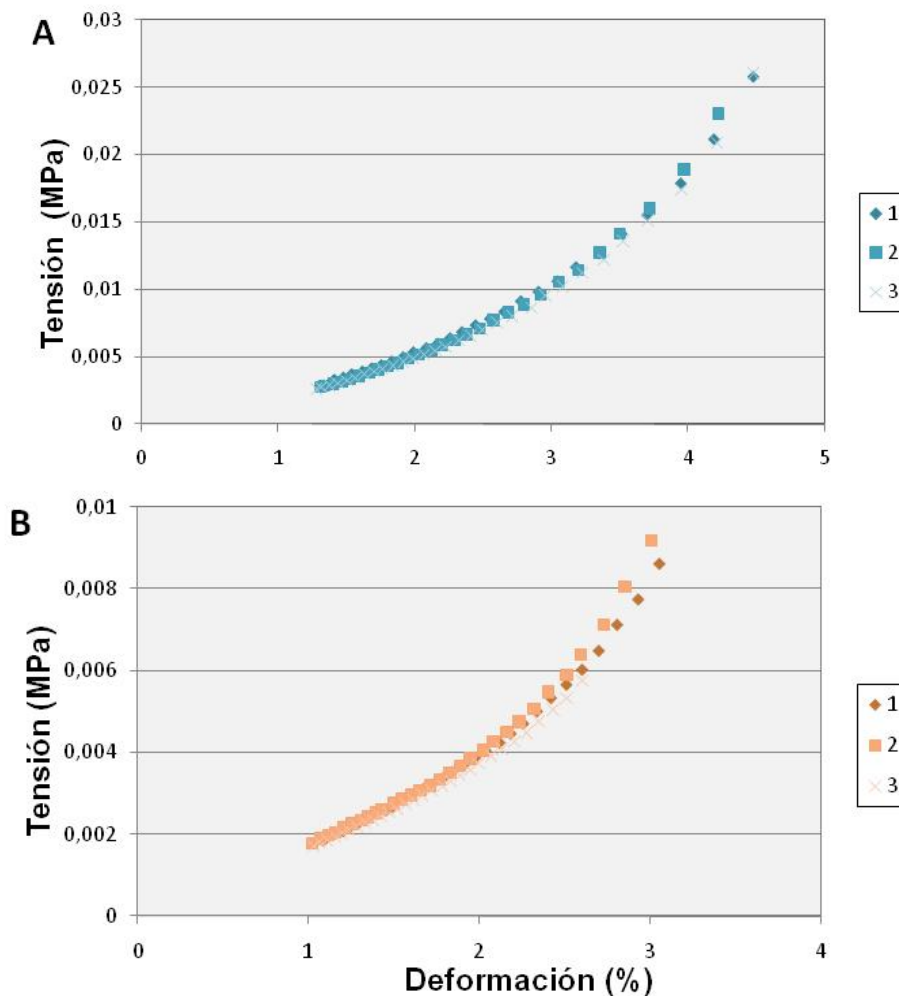 A
Tensión (MPa)
0,03
0,025
0,02
0,015
0,01
0,005
0
0 1 2 3 4 5
1
2
3
B
Tensión (MPa)
0,01
0,008
0,006
0,004
0,002
0
0 1 2 3 4
Deformación (%)
1
2
3